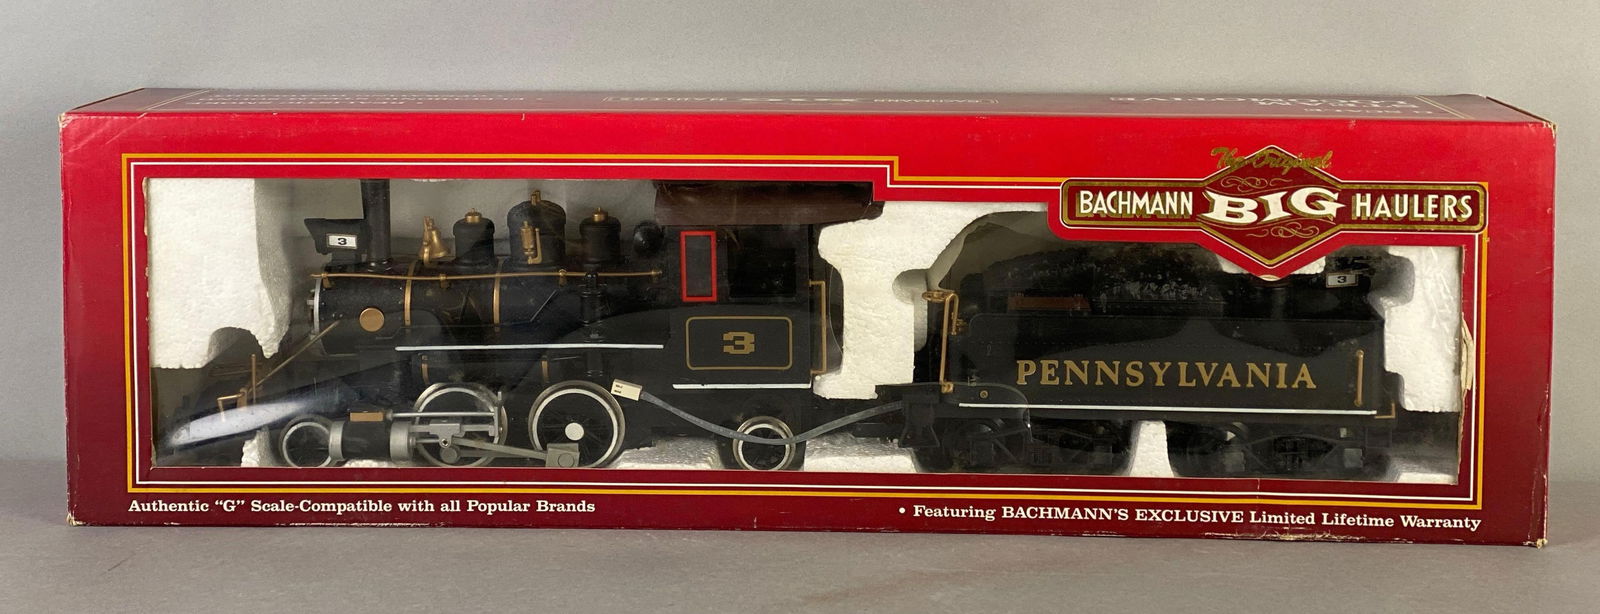 The Original
BACHMANN BIG HAULERS
3
3
3
PENNSYLVANIA
Authentic "G" Scale-Compatible with all Popular Brands
• Featuring BACHMANN'S EXCLUSIVE Limited Lifetime Warranty